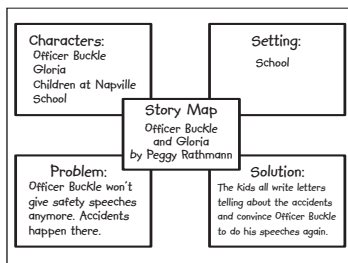 Characters:
Officer Buckle
Gloria
Children at Napville
School
Setting:
School
Story Map
Officer Buckle
and Gloria
by Peggy Rathmann
Problem:
Officer Buckle won't
give safety speeches
anymore. Accidents
happen there.
Solution:
The kids all write letters
telling about the accidents
and convince Officer Buckle
to do his speeches again.